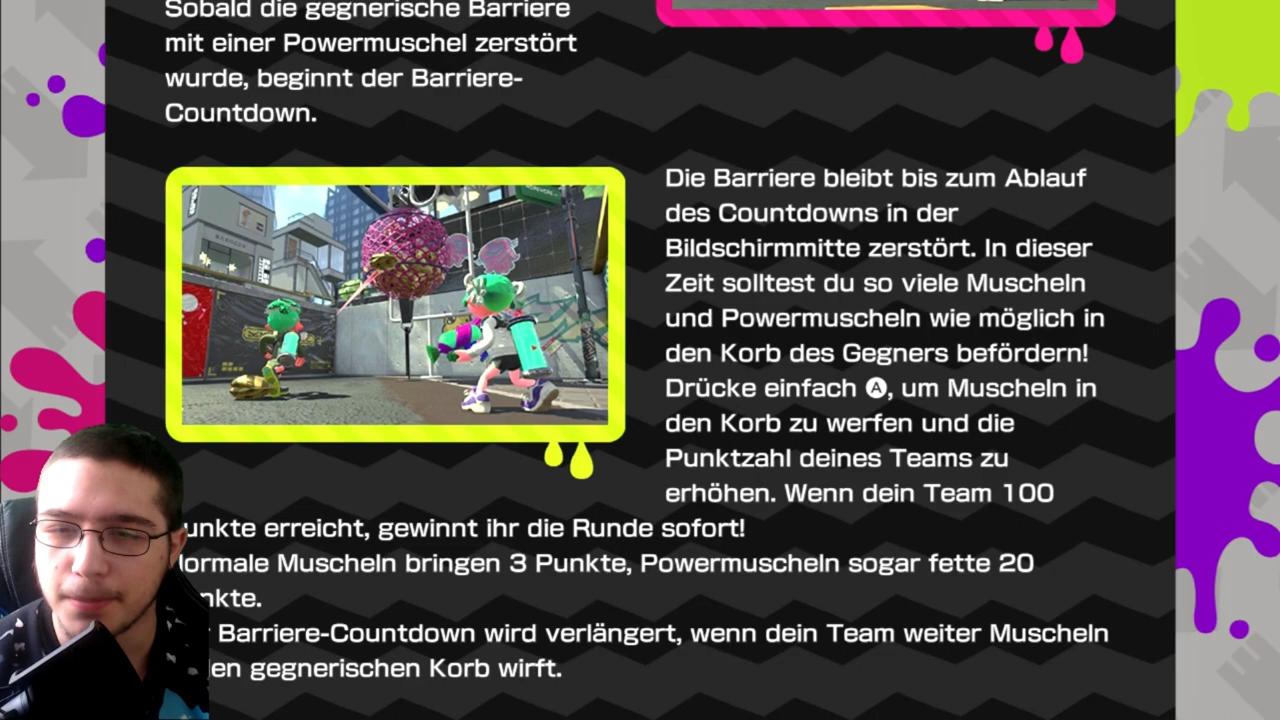 Sobald die gegnerische Barriere
mit einer Powermuschel zerstört
wurde, beginnt der Barriere-
Countdown.
Die Barriere bleibt bis zum Ablauf
des Countdowns in der
Bildschirmmitte zerstört. In dieser
Zeit solltest du so viele Muscheln
und Powermuscheln wie möglich in
den Korb des Gegners befördern!
Drücke einfach Ⓐ, um Muscheln in
den Korb zu werfen und die
Punktzahl deines Teams zu
erhöhen. Wenn dein Team 100
unkte erreicht, gewinnt ihr die Runde sofort!
ormale Muscheln bringen 3 Punkte, Powermuscheln sogar fette 20
nkte.
r Barriere-Countdown wird verlängert, wenn dein Team weiter Muscheln
en gegnerischen Korb wirft.